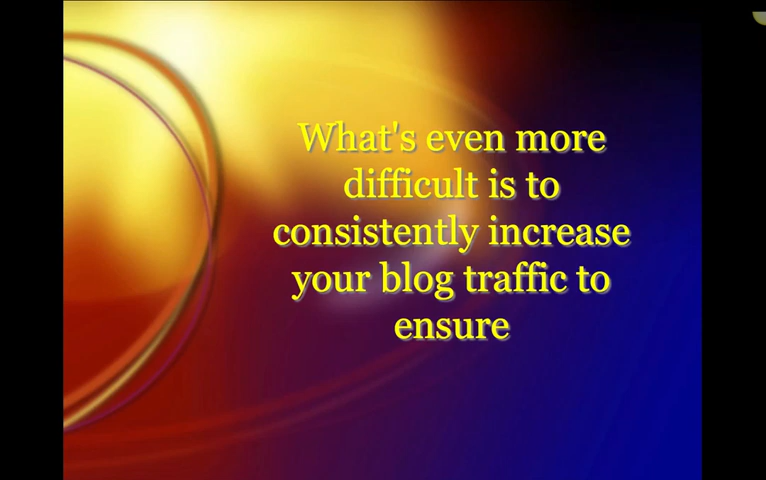 What's even more
difficult is to
consistently increase
your blog traffic to
ensure